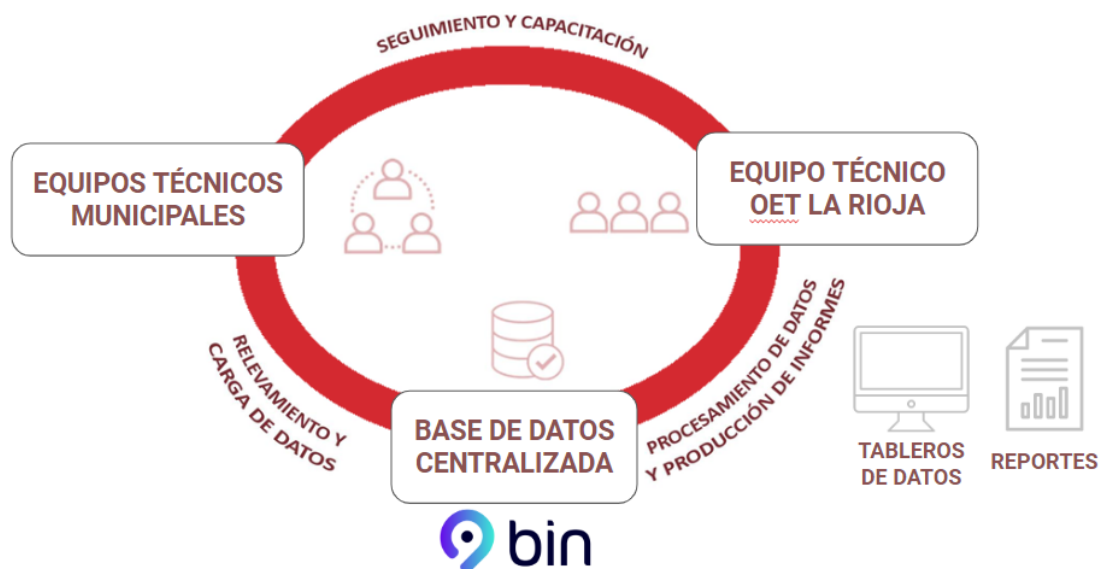 SEGUIMIENTO Y CAPACITACIÓN
EQUIPOS TÉCNICOS
MUNICIPALES
EQUIPO TÉCNICO
OET LA RIOJA
RELEVAMIENTO Y
CARGA DE DATOS
BASE DE DATOS
CENTRALIZADA
PROCESAMIENTO DE DATOS
Y PRODUCCIÓN DE INFORMES
TABLEROS
DE DATOS
REPORTES
bin